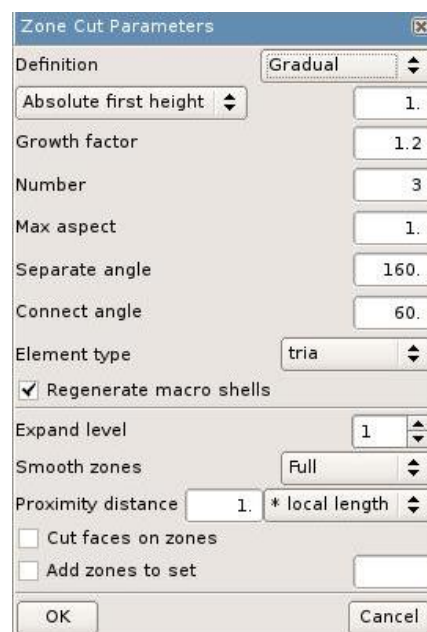 Zone Cut Parameters
Definition Gradual
Absolute first height 1.
Growth factor 1.2
Number 3
Max aspect 1.
Separate angle 160.
Connect angle 60.
Element type tria
Regenerate macro shells
Expand level 1
Smooth zones Full
Proximity distance 1. * local length
Cut faces on zones
Add zones to set
OK Cancel